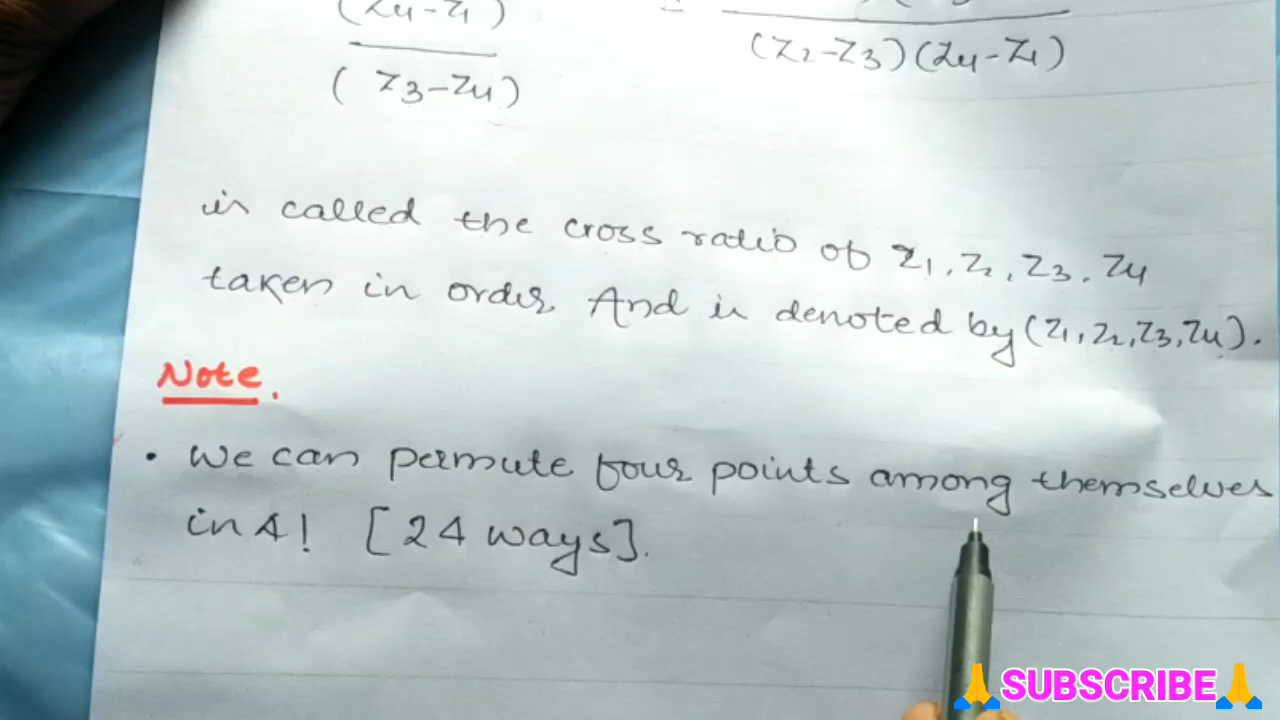 (z4-z1)
(z3-z4)
=
(z2-z3)(z4-z1)
is called the cross ratio of z1, z2, z3, z4
taken in order. And is denoted by (z1, z2, z3, z4).
Note.
• We can permute four points among themselves
in 4! [24 ways].
🙏SUBSCRIBE🙏